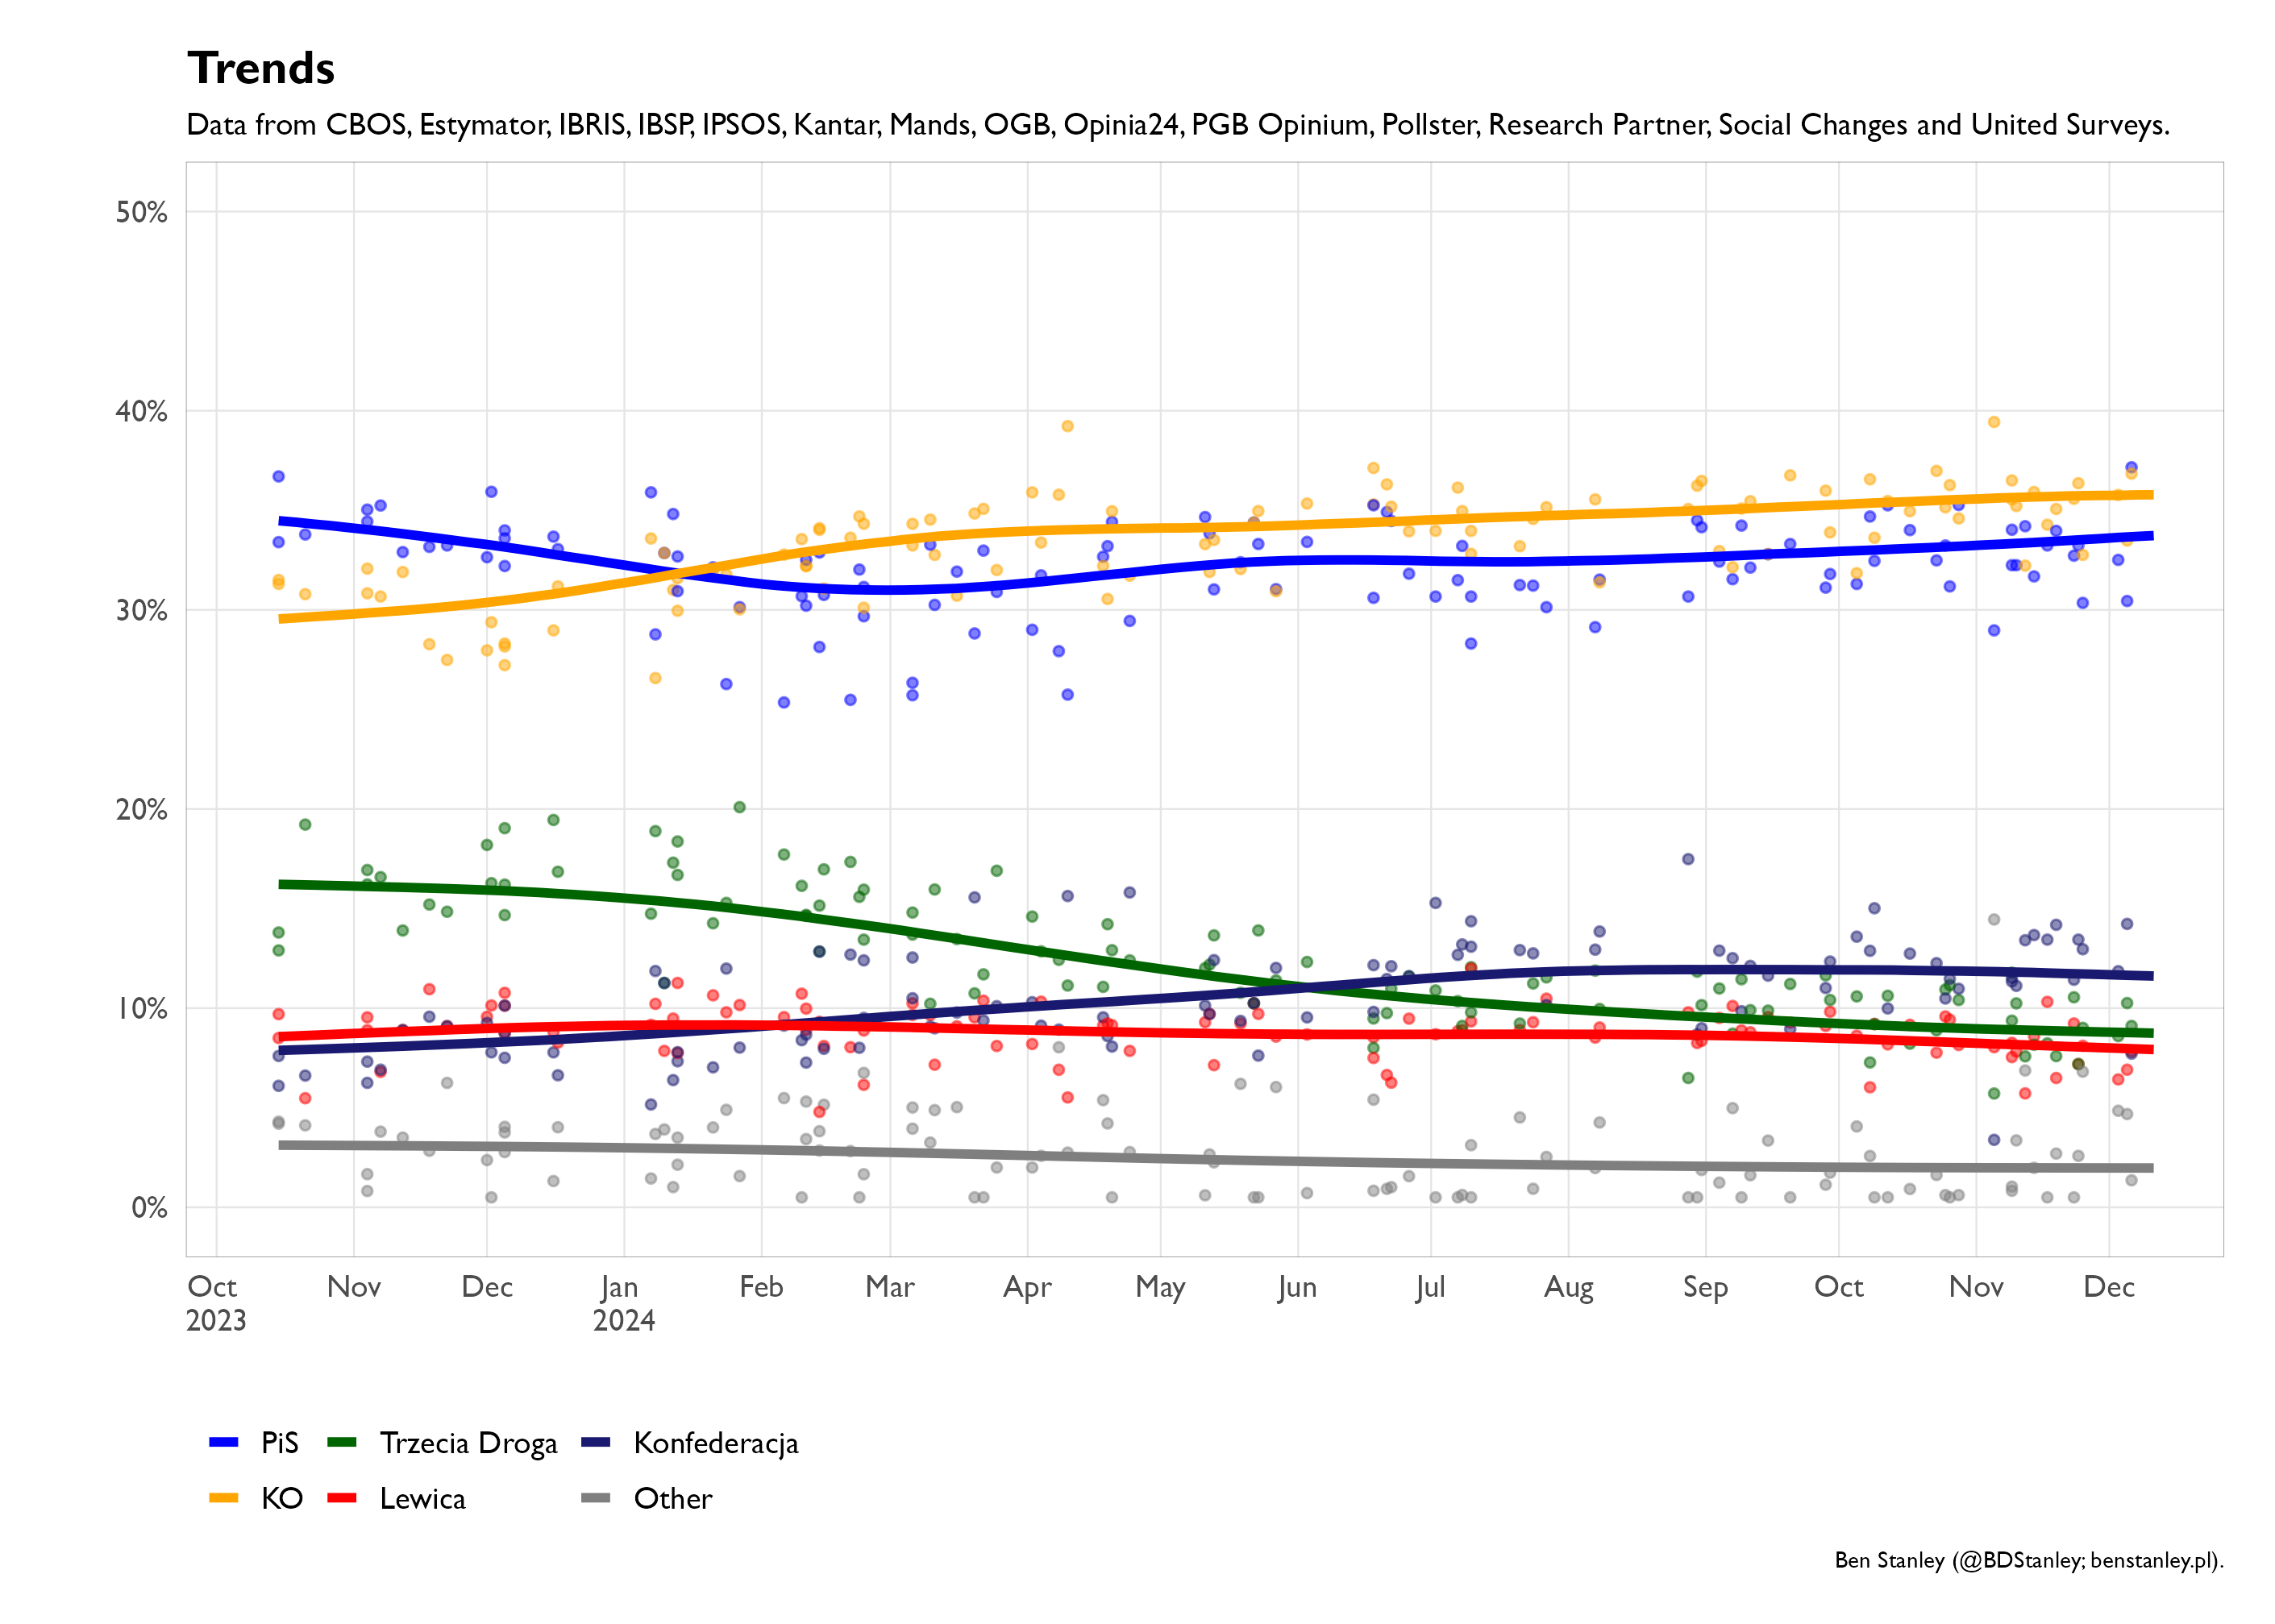 Trends
Data from CBOS, Estymator, IBRIS, IBSP, IPSOS, Kantar, Mands, OGB, Opinia24, PGB Opinium, Pollster, Research Partner, Social Changes and United Surveys.
50%
40%
30%
20%
10%
0%
Oct Nov Dec Jan Feb Mar Apr May Jun Jul Aug Sep Oct Nov Dec
2023 2024
PiS Trzecia Droga Konfederacja
KO Lewica Other
Ben Stanley (@BDStanley; benstanley.pl).